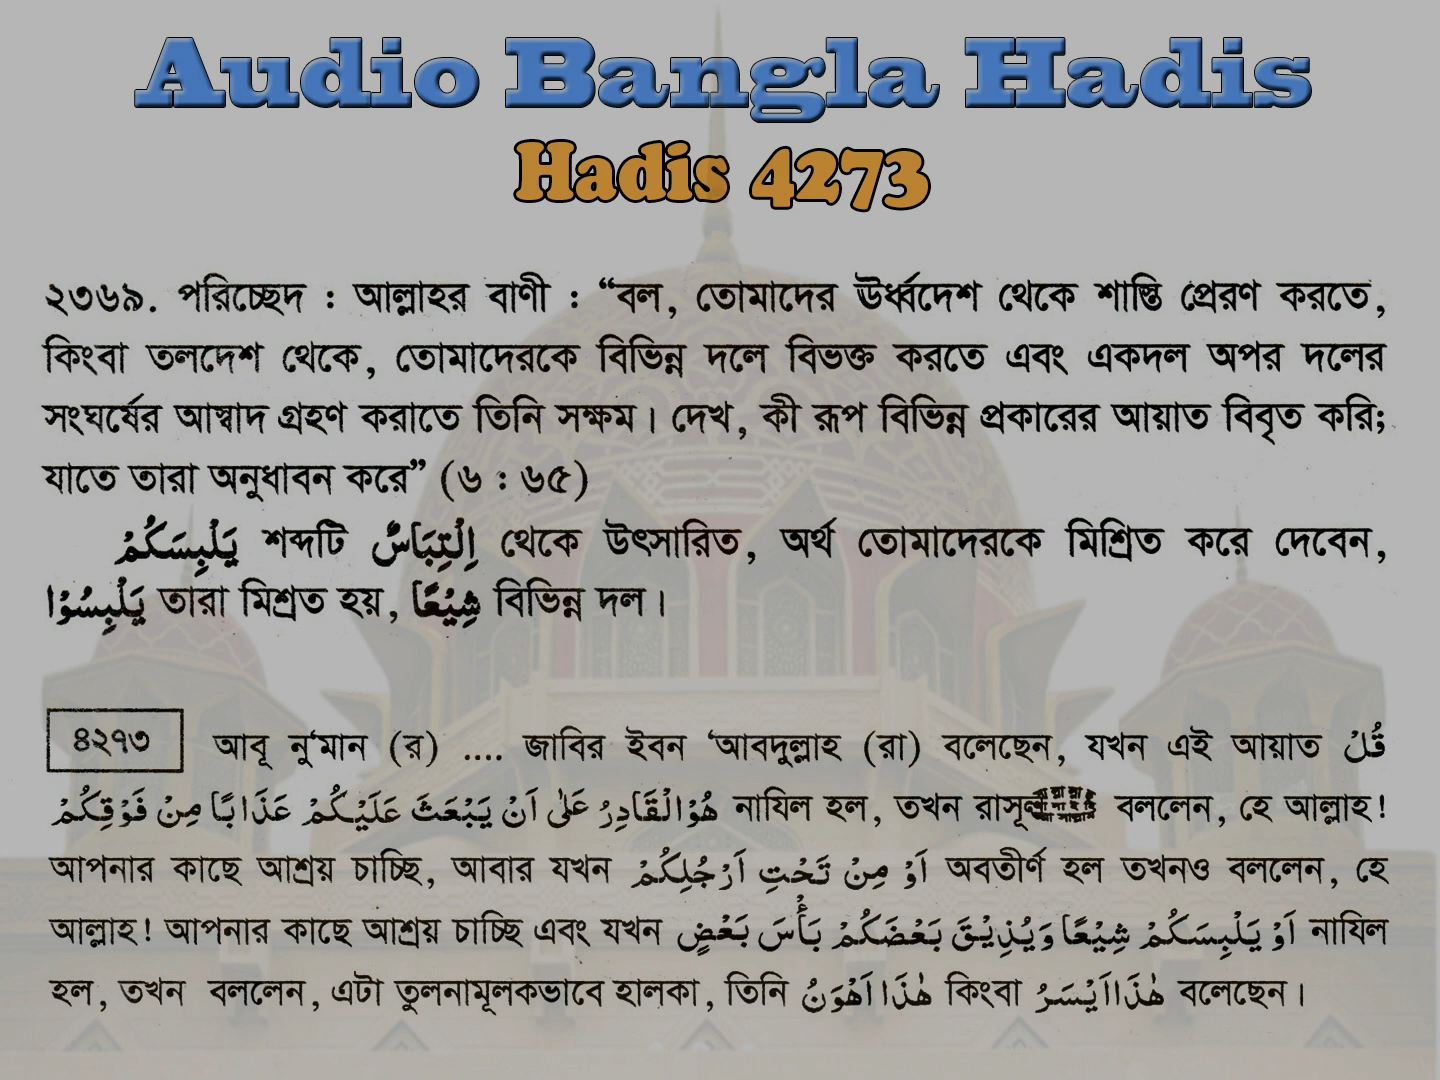 Audio Bangla Hadis
Hadis 4273
২৩৬৯. পরিচ্ছেদ : আল্লাহর বাণী : “বল, তোমাদের ঊর্ধ্বদেশ থেকে শাস্তি প্রেরণ করতে,
কিংবা তলদেশ থেকে, তোমাদেরকে বিভিন্ন দলে বিভক্ত করতে এবং একদল অপর দলের
সংঘর্ষের আস্বাদ গ্রহণ করাতে তিনি সক্ষম। দেখ, কী রূপ বিভিন্ন প্রকারের আয়াত বিবৃত করি;
যাতে তারা অনুধাবন করে” (৬ : ৬৫)
يَلْبِسَكُمْ শব্দটি اِلْتِبَاسٌ থেকে উৎসারিত, অর্থ তোমাদেরকে মিশ্রিত করে দেবেন,
يَلْبِسُوْا তারা মিশ্রত হয়, شِيْعًا বিভিন্ন দল।
৪২৭৩ আবূ নু‘মান (র) .... জাবির ইবন ‘আবদুল্লাহ (রা) বলেছেন, যখন এই আয়াত قُلْ
هُوَ الْقَادِرُ عَلٰى اَنْ يَبْعَثَ عَلَيْكُمْ عَذَابًا مِنْ فَوْقِكُمْ নাযিল হল, তখন রাসূল বললেন, হে আল্লাহ!
আপনার কাছে আশ্রয় চাচ্ছি, আবার যখন اَوْ مِنْ تَحْتِ اَرْجُلِكُمْ অবতীর্ণ হল তখনও বললেন, হে
আল্লাহ! আপনার কাছে আশ্রয় চাচ্ছি এবং যখন اَوْ يَلْبِسَكُمْ شِيْعًا وَيُذِيْقَ بَعْضَكُمْ بَأْسَ بَعْضٍ নাযিল
হল, তখন বললেন, এটা তুলনামূলকভাবে হালকা, তিনি هٰذَا اَهْوَنُ কিংবা هٰذَا اَيْسَرُ বলেছেন।